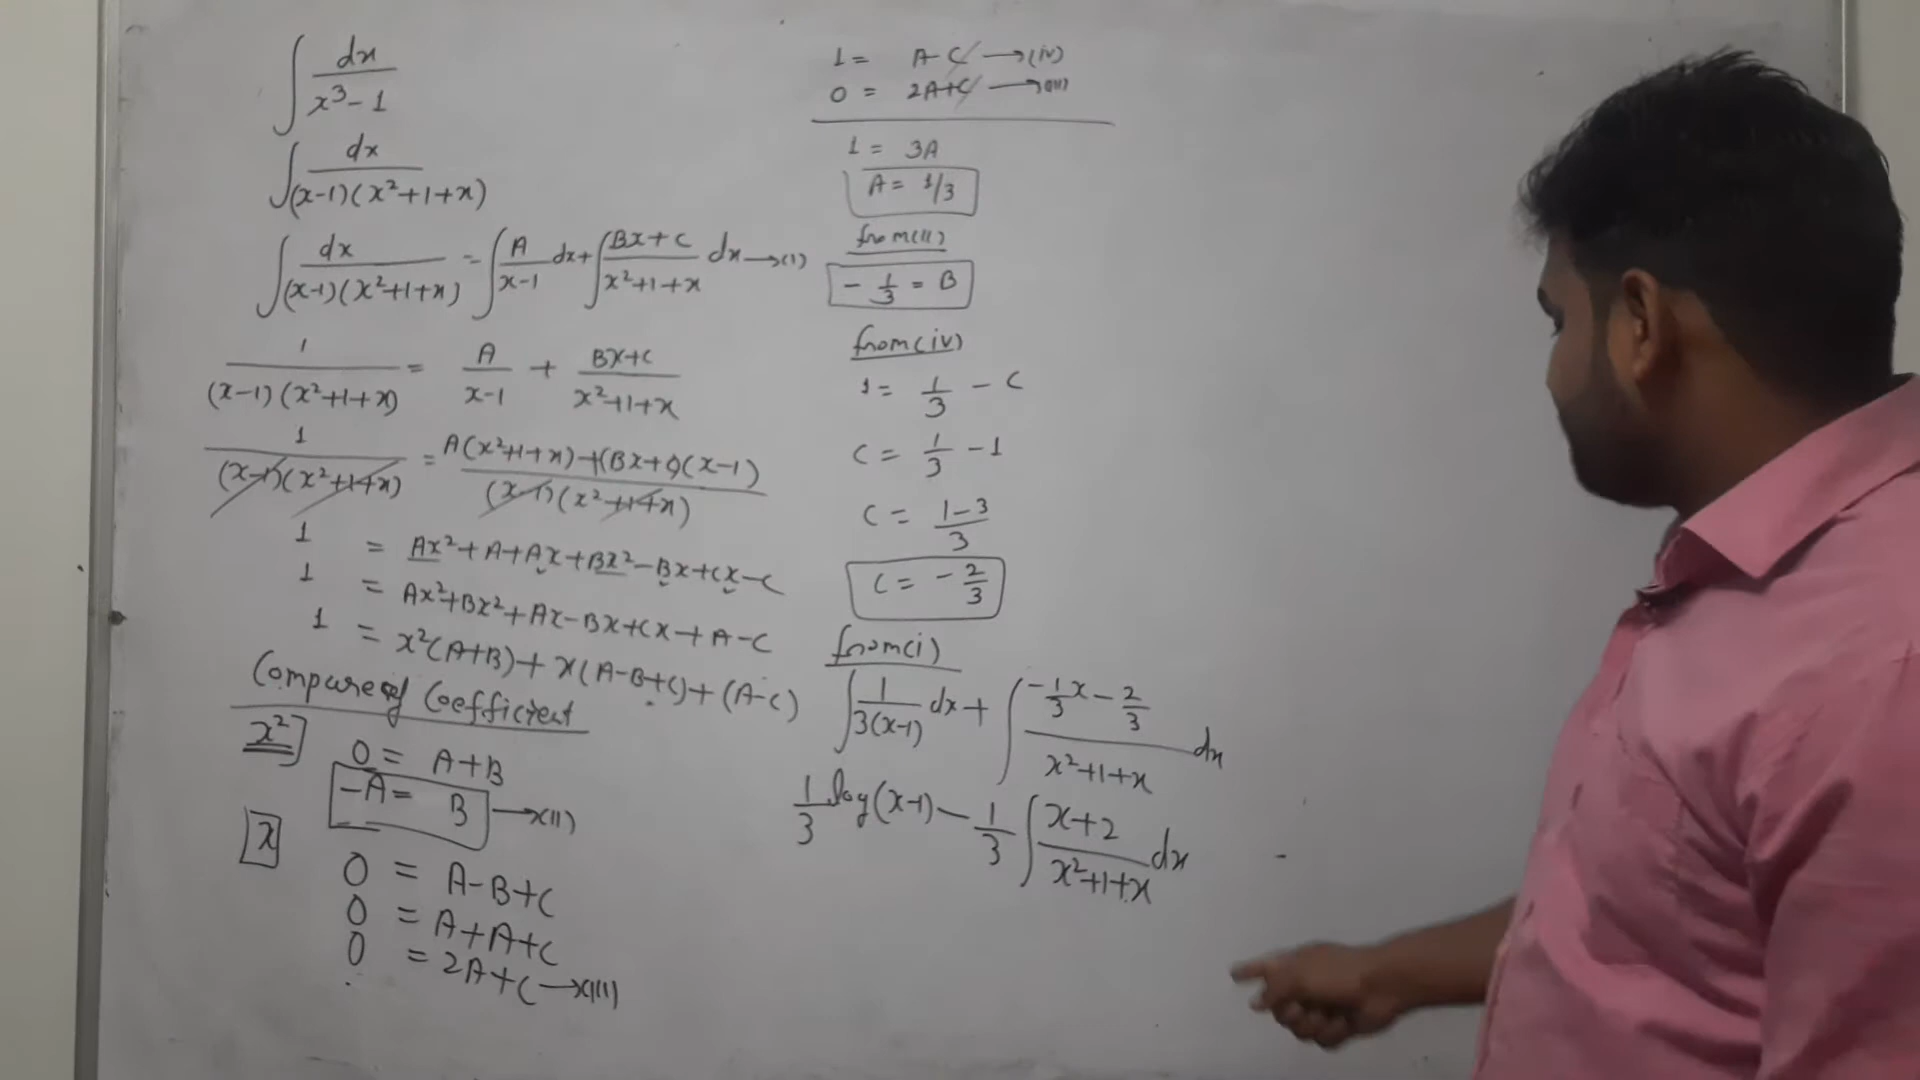 ∫ dx / x³ - 1
∫ dx / (x-1)(x²+1+x)
∫ dx / (x-1)(x²+1+x) = ∫ A / x-1 dx + ∫ Bx+C / x²+1+x dx →(i)
1 / (x-1)(x²+1+x) = A / x-1 + Bx+C / x²+1+x
1 / (x-1)(x²+1+x) = A(x²+1+x)+(Bx+C)(x-1) / (x-1)(x²+1+x)
1 = Ax²+A+Ax+Bx²-Bx+Cx-C
1 = Ax²+Bx²+Ax-Bx+Cx+A-C
1 = x²(A+B)+x(A-B+C)+(A-C)
Compare of Coefficient
x²] 0 = A+B
-A = B →(ii)
x 0 = A-B+C
0 = A+A+C
0 = 2A+C →(iii)
1 = A-C →(iv)
0 = 2A+C →(iii)
1 = 3A
A = 1/3
from(ii)
- 1/3 = B
from(iv)
1 = 1/3 - C
C = 1/3 - 1
C = 1-3 / 3
C = - 2/3
from(i)
∫ 1 / 3(x-1) dx + ∫ -1/3 x - 2/3 / x²+1+x dx
1/3 log(x-1) - 1/3 ∫ x+2 / x²+1+x dx -